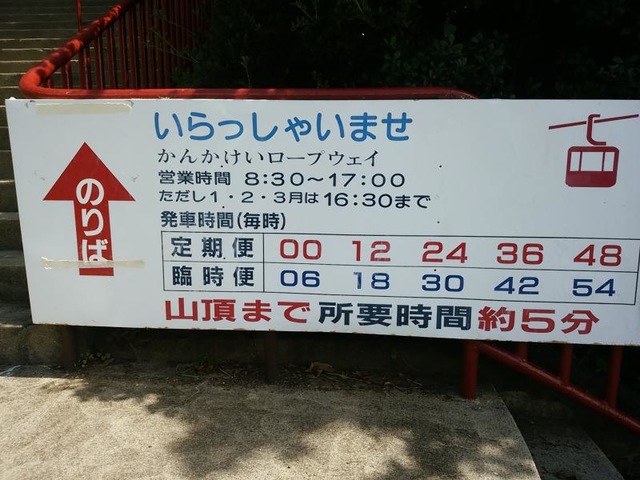 いらっしゃいませ
かんかけいロープウェイ
営業時間 8:30〜17:00
ただし1・2・3月は16:30まで
発車時間(毎時)
定期便 00 12 24 36 48
臨時便 06 18 30 42 54
山頂まで所要時間約5分
のりば